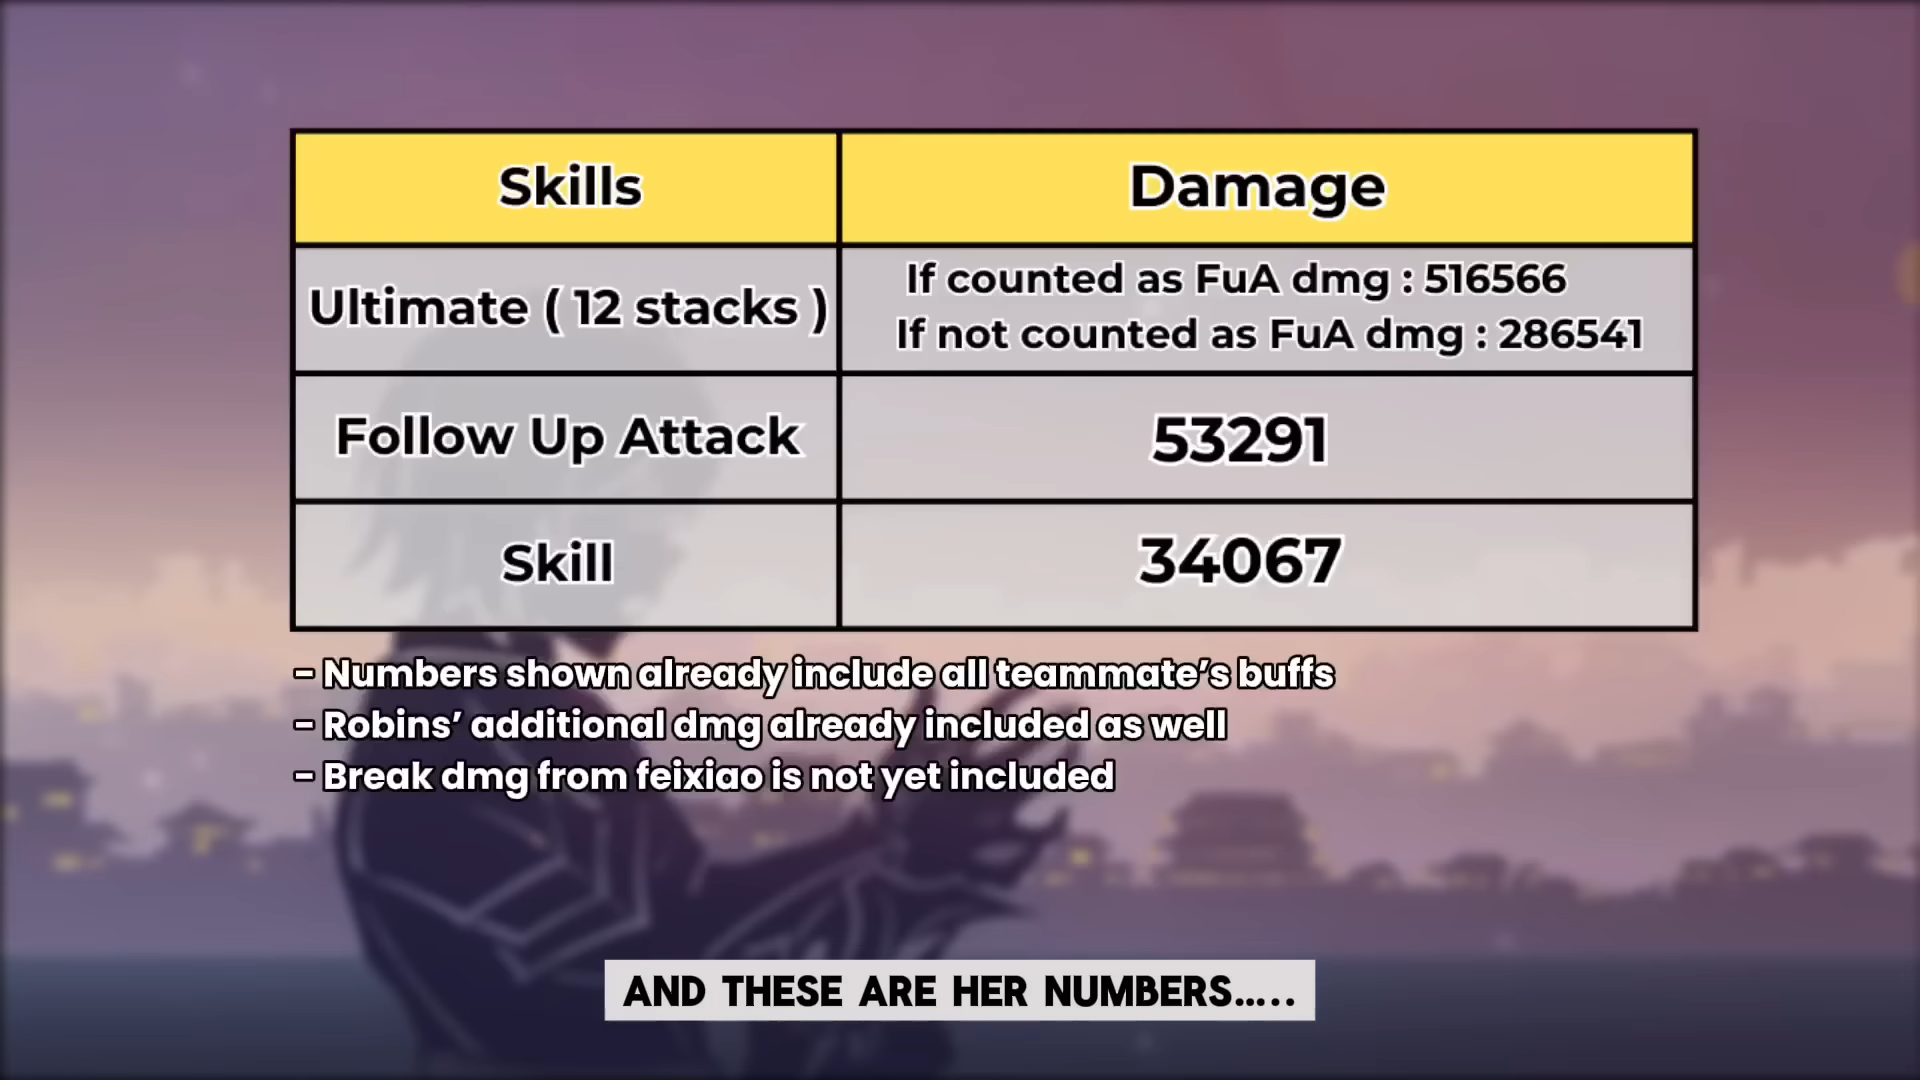 Skills
Damage
Ultimate ( 12 stacks )
If counted as FuA dmg : 516566
If not counted as FuA dmg : 286541
Follow Up Attack
53291
Skill
34067
- Numbers shown already include all teammate's buffs
- Robins' additional dmg already included as well
- Break dmg from feixiao is not yet included
AND THESE ARE HER NUMBERS.....